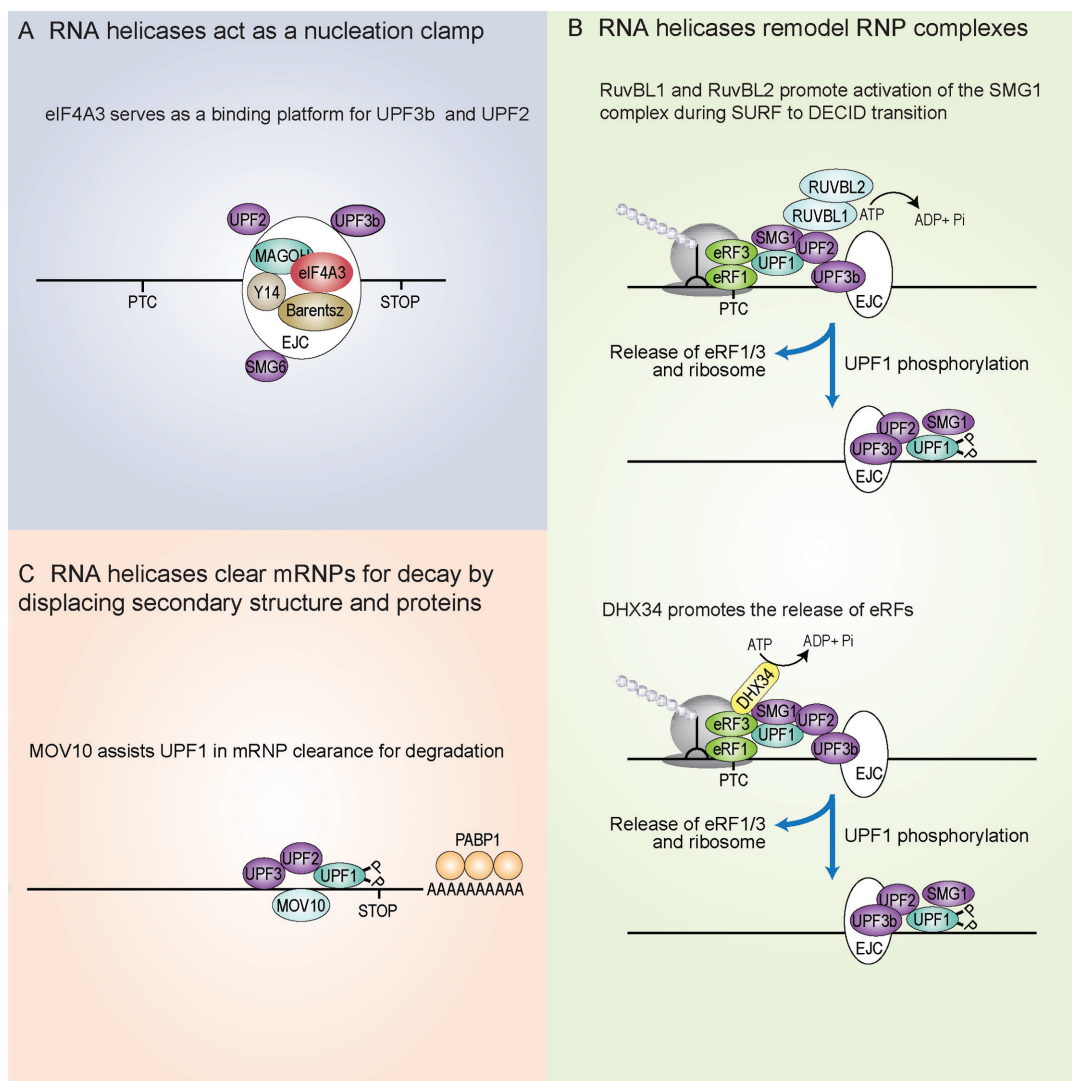 A RNA helicases act as a nucleation clamp
eIF4A3 serves as a binding platform for UPF3b and UPF2
UPF2
UPF3b
MAGOH
eIF4A3
Y14
Barentsz
EJC
SMG6
PTC
STOP
B RNA helicases remodel RNP complexes
RuvBL1 and RuvBL2 promote activation of the SMG1
complex during SURF to DECID transition
RUVBL2
RUVBL1
ATP
ADP+ Pi
SMG1
UPF2
eRF3
UPF1
eRF1
UPF3b
EJC
PTC
Release of eRF1/3
and ribosome
UPF1 phosphorylation
UPF2
SMG1
UPF3b
UPF1
P
P
EJC
DHX34 promotes the release of eRFs
ATP
ADP+ Pi
DHX34
SMG1
UPF2
eRF3
UPF1
eRF1
UPF3b
EJC
PTC
Release of eRF1/3
and ribosome
UPF1 phosphorylation
UPF2
SMG1
UPF3b
UPF1
P
P
EJC
C RNA helicases clear mRNPs for decay by
displacing secondary structure and proteins
MOV10 assists UPF1 in mRNP clearance for degradation
PABP1
UPF2
UPF3
UPF1
P
P
AAAAAAAAAA
MOV10
STOP